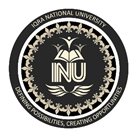 IQRA NATIONAL UNIVERSITY
INU
DEFINING POSSIBILITIES, CREATING OPPORTUNITIES